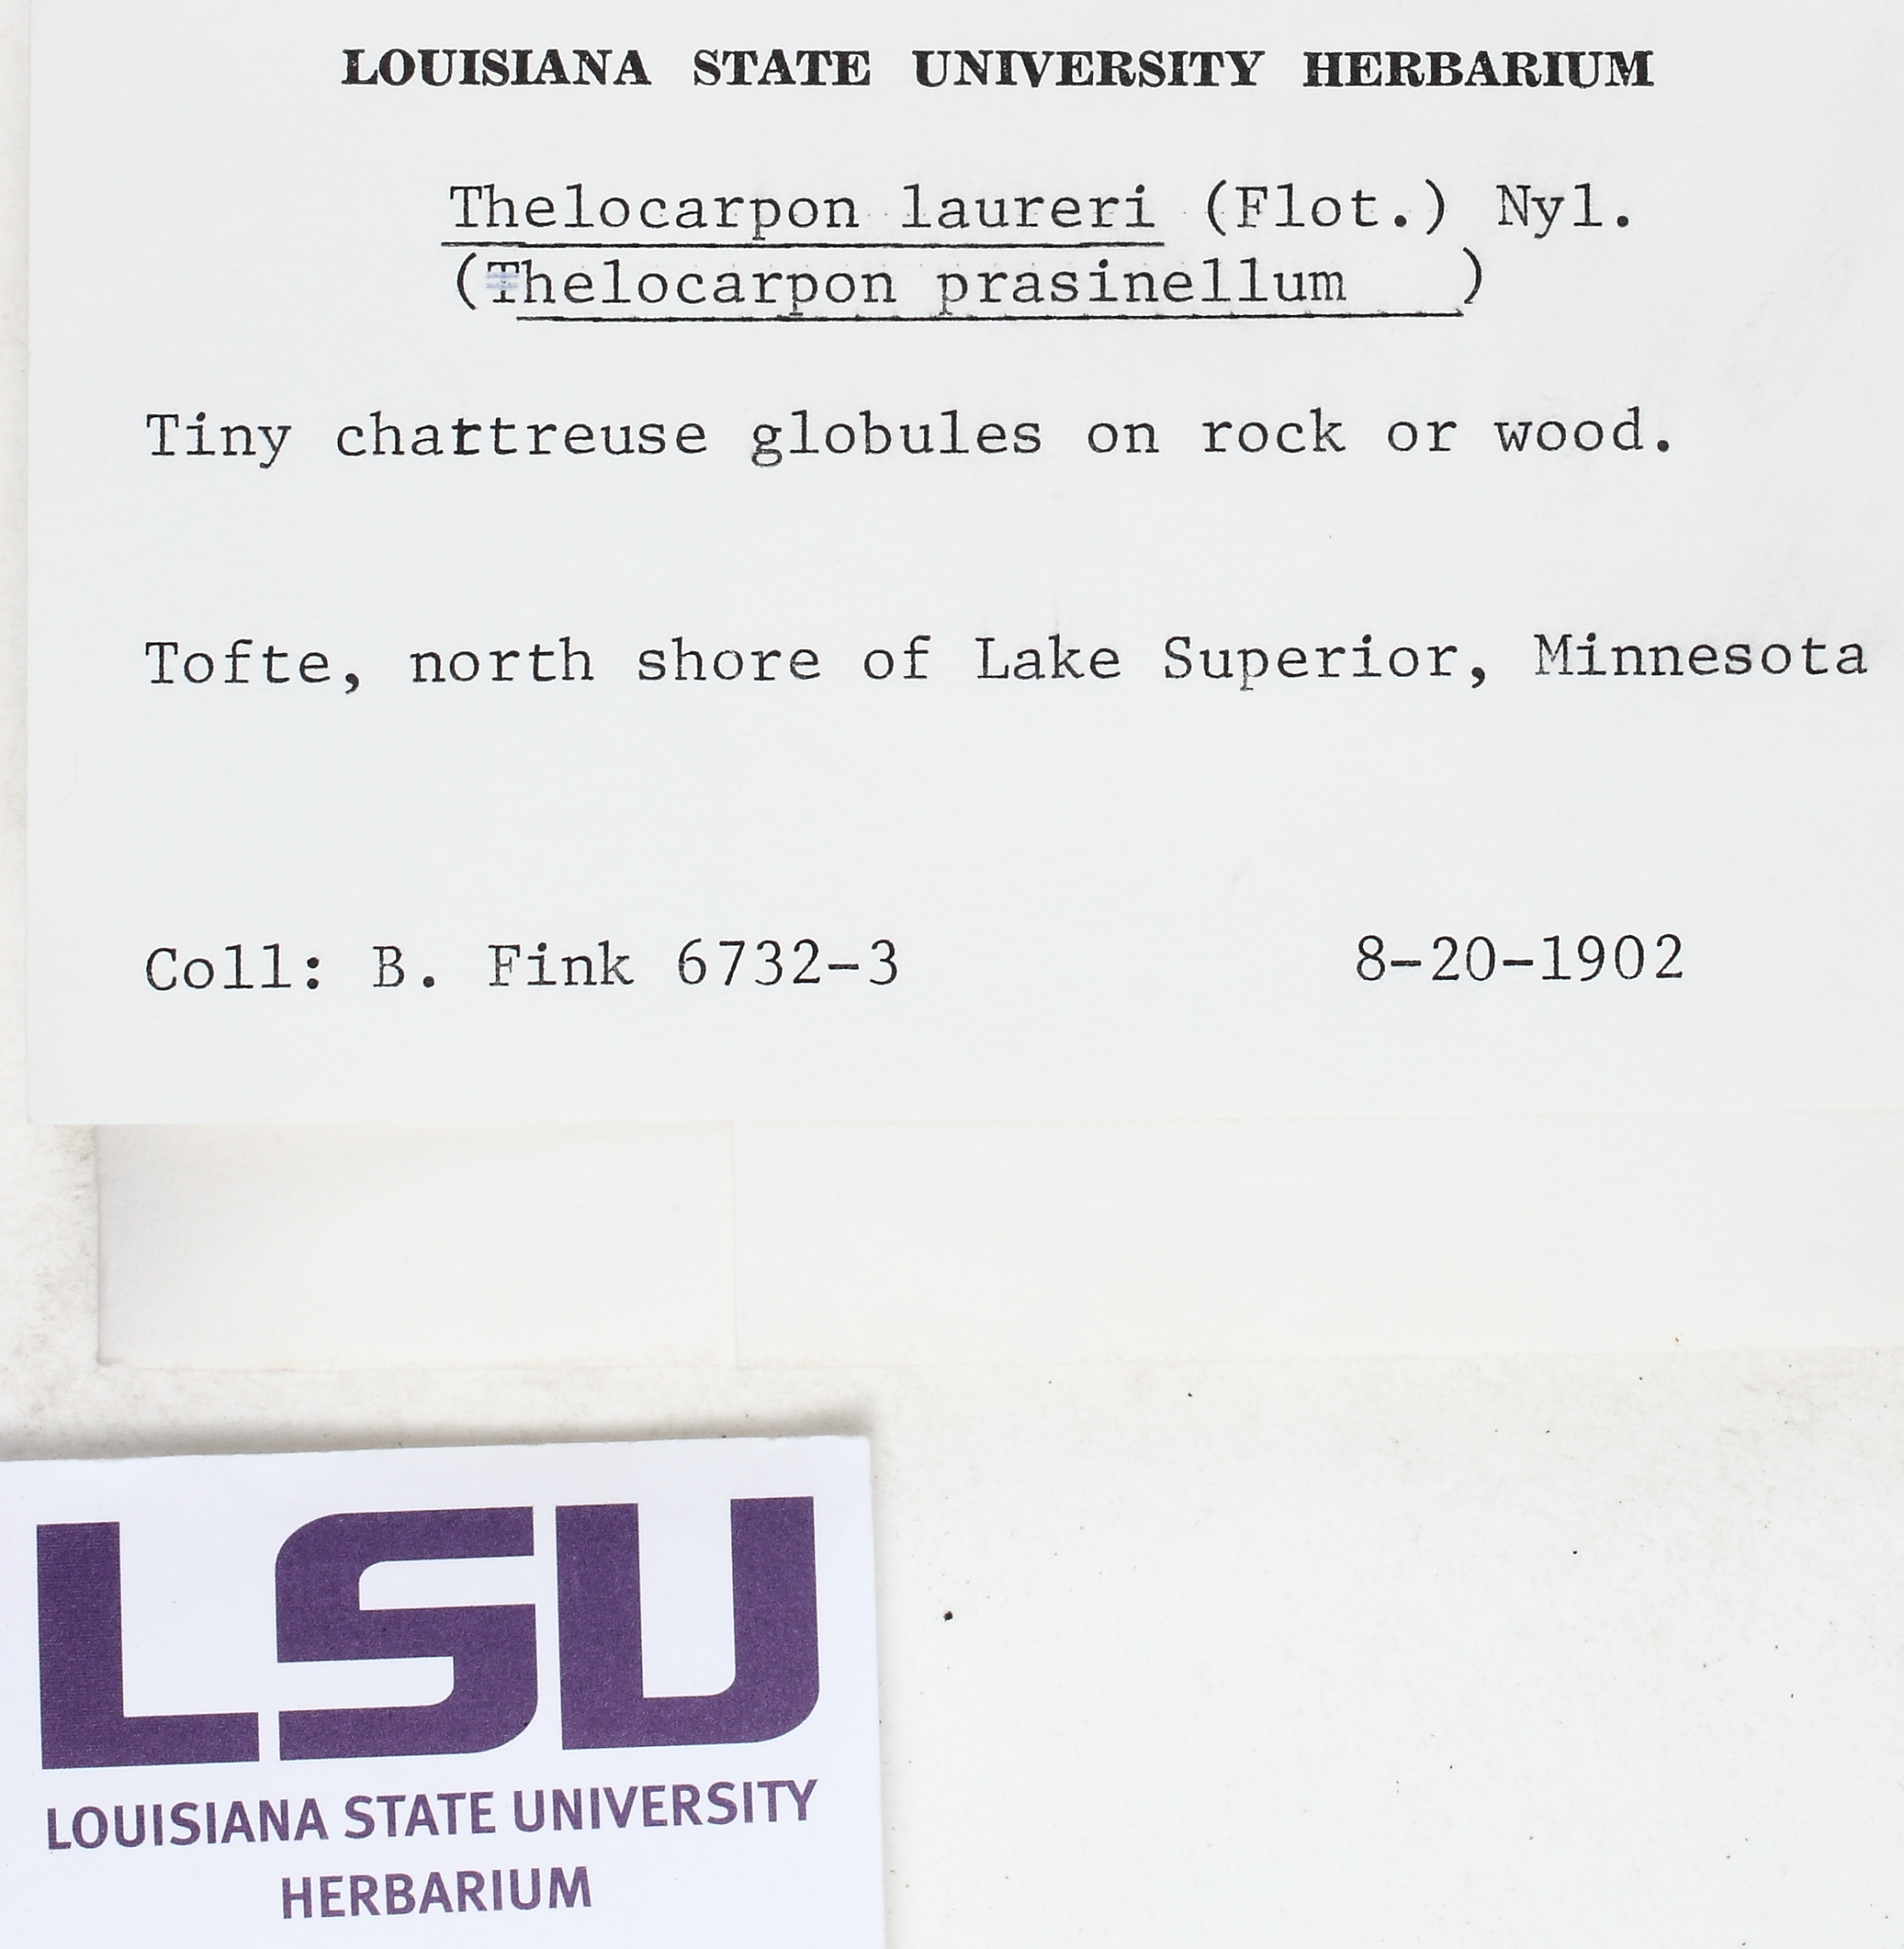 LOUISIANA STATE UNIVERSITY HERBARIUM
Thelocarpon laureri (Flot.) Nyl.
(Thelocarpon prasinellum )
Tiny chartreuse globules on rock or wood.
Tofte, north shore of Lake Superior, Minnesota
Coll: B. Fink 6732-3 8-20-1902
LSU
LOUISIANA STATE UNIVERSITY
HERBARIUM